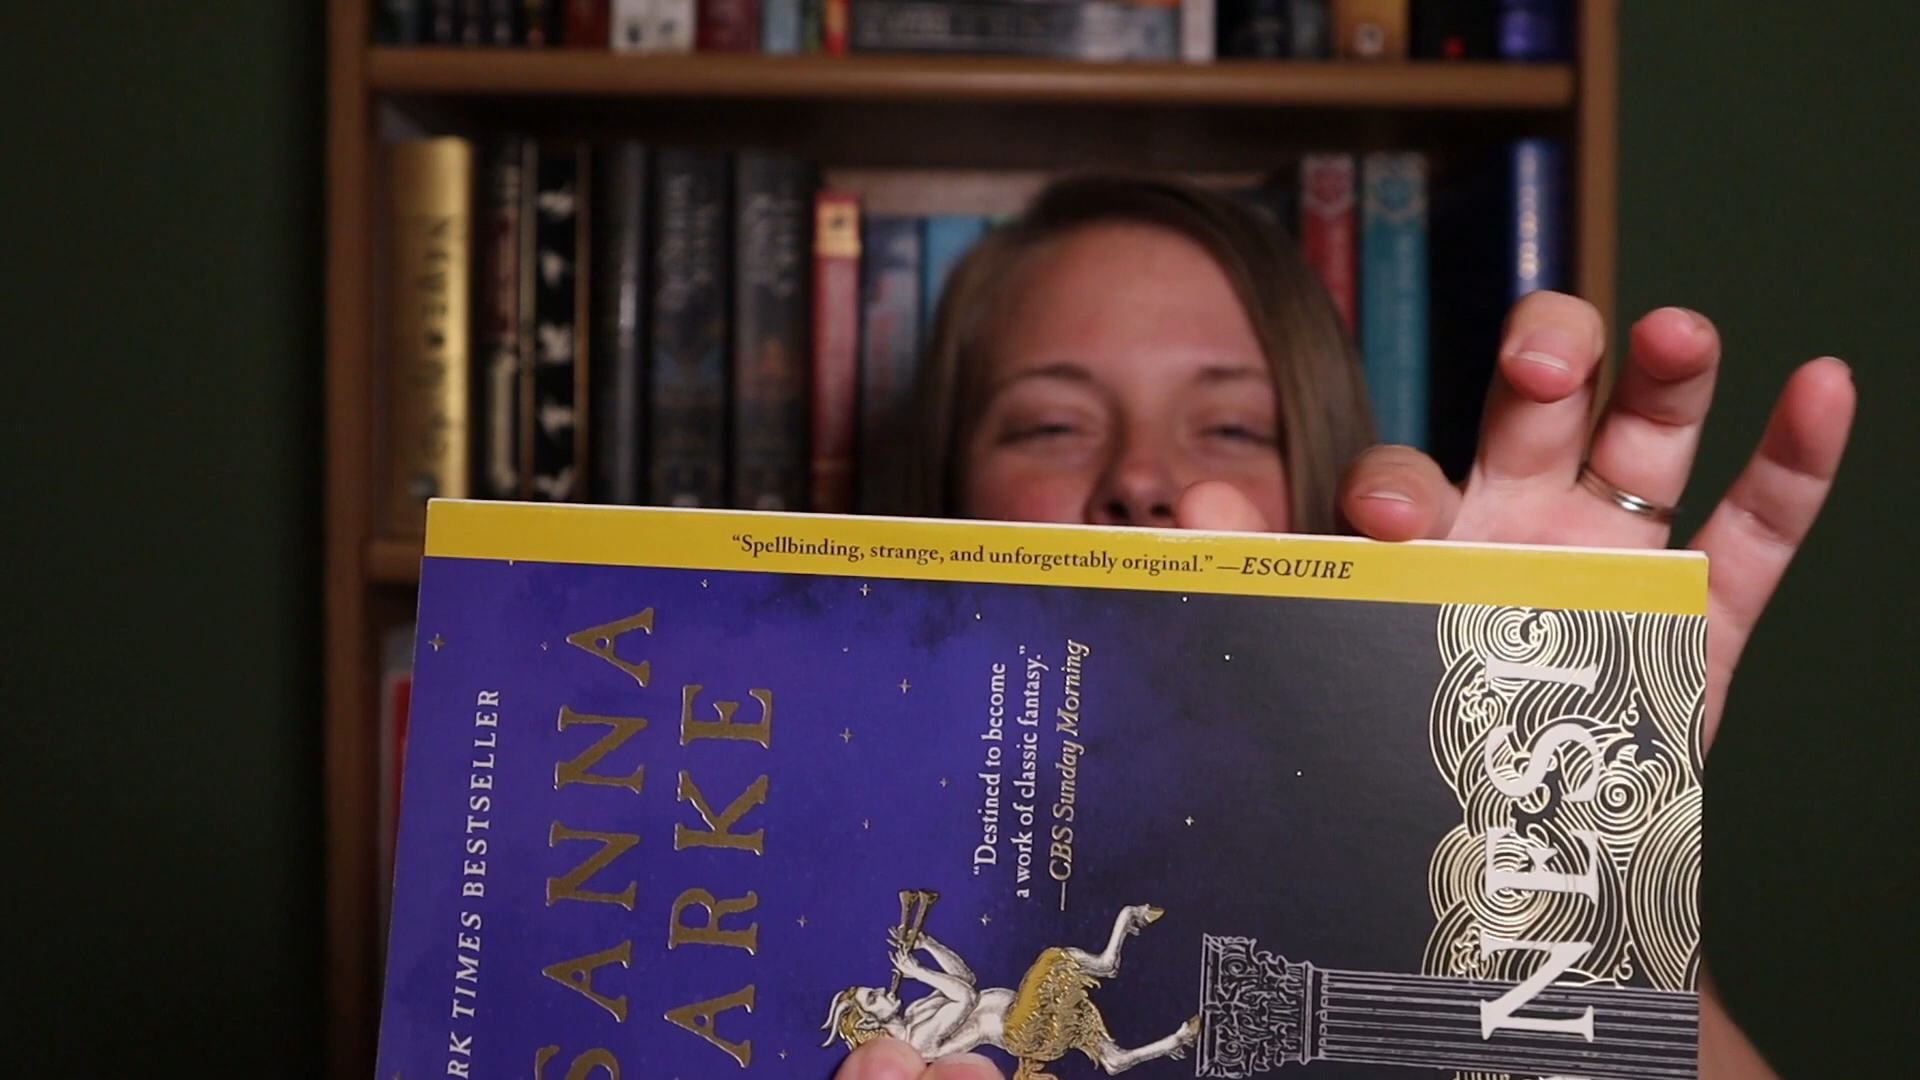 “Spellbinding, strange, and unforgettably original.” —ESQUIRE
RK TIMES BESTSELLER
SANNA
ARKE
“Destined to become
a work of classic fantasy.”
—CBS Sunday Morning
NESI